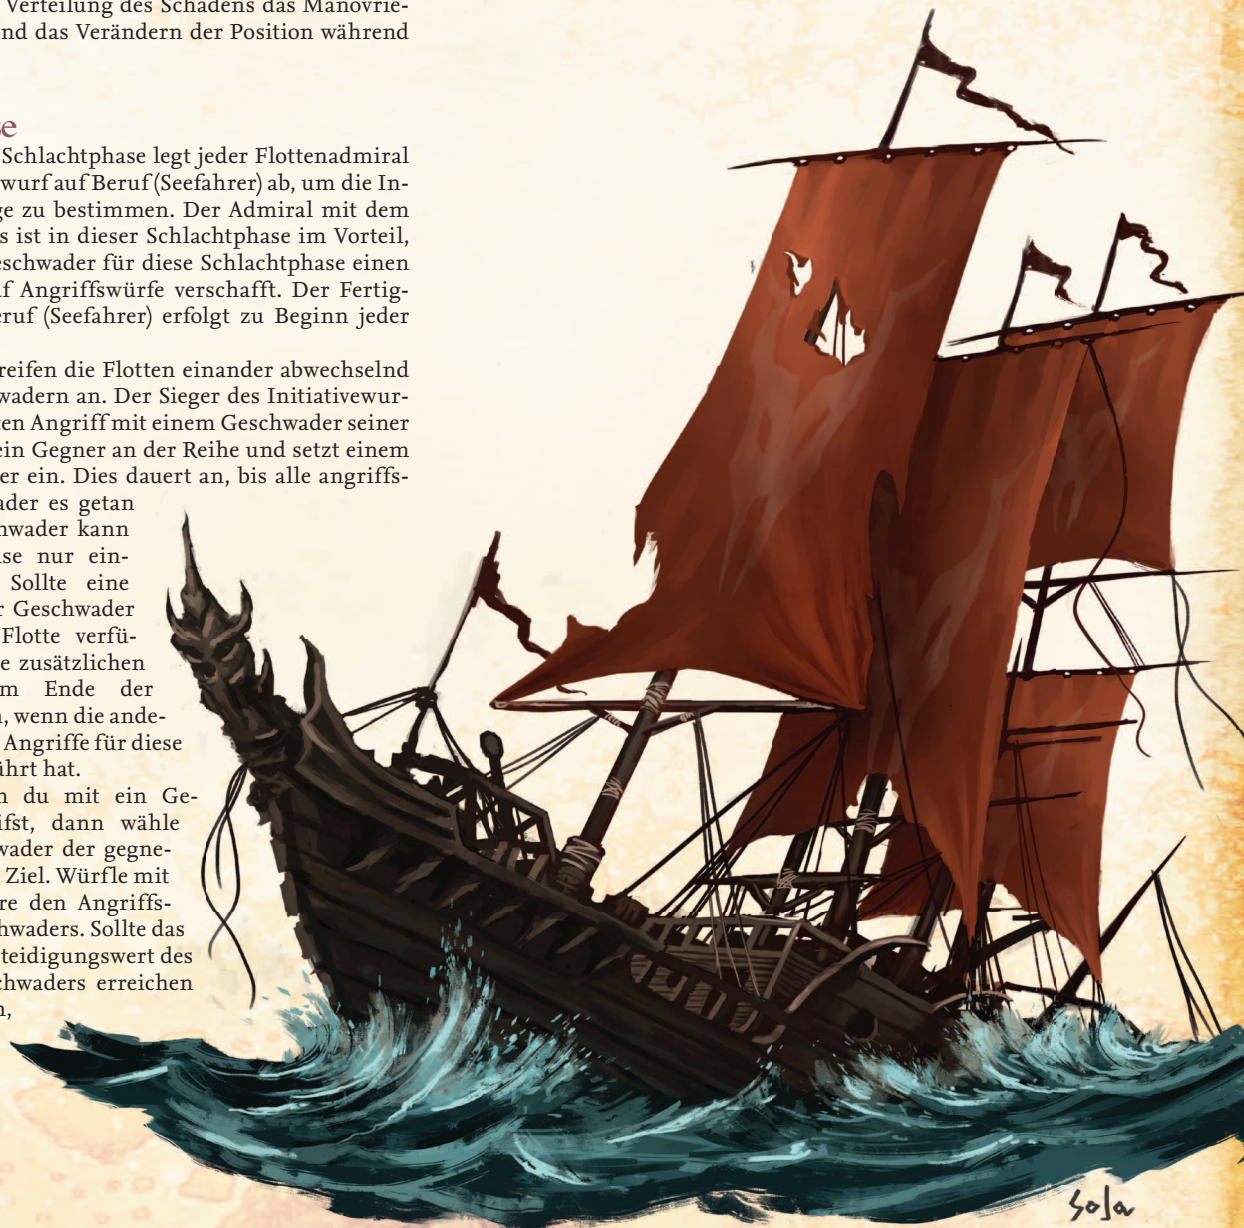 Verteilung des Schadens das Manövrie-
nd das Verändern der Position während
se
Schlachtphase legt jeder Flottenadmiral
wurf auf Beruf (Seefahrer) ab, um die In-
ge zu bestimmen. Der Admiral mit dem
s ist in dieser Schlachtphase im Vorteil,
eschwader für diese Schlachtphase einen
uf Angriffswürfe verschafft. Der Fertig-
eruf (Seefahrer) erfolgt zu Beginn jeder
reifen die Flotten einander abwechselnd
wadern an. Der Sieger des Initiativewur-
ten Angriff mit einem Geschwader seiner
ein Gegner an der Reihe und setzt einem
er ein. Dies dauert an, bis alle angriffs-
ader es getan
hwader kann
se nur ein-
Sollte eine
r Geschwader
Flotte verfü-
e zusätzlichen
m Ende der
n, wenn die ande-
Angriffe für diese
ührt hat.
n du mit ein Ge-
ifst, dann wähle
wader der gegne-
Ziel. Würfle mit
re den Angriffs-
hwaders. Sollte das
teidigungswert des
chwaders erreichen
n,
sola